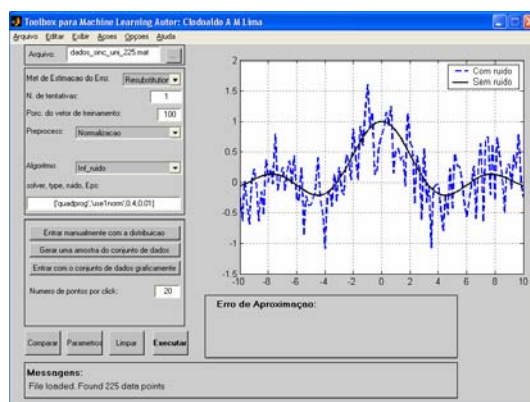 Toolbox para Machine Learning Autor: Clodoaldo A M Lima
Arquivo Editar Exibir Açoes Opçoes Ajuda
Arquivo: dados_sinc_uni_225.mat ...
Met de Estimacao do Erro: Resubstitution
N. de tentativas: 1
Porc. do vetor de treinamento: 100
Preprocess: Normalizacao
Algoritmo: Inf_ruido
solver, type, ruido, Eps:
['quadprog','use1norm',0.4,0.01]
Entrar manualmente com a distribuicao
Gerar uma amostra do conjunto de dados
Entrar com o conjunto de dados graficamente
Numero de pontos por click: 20
Comparar Parametros Limpar Executar
Messagens:
File loaded. Found 225 data points
Com ruido
Sem ruido
2
1.5
1
0.5
0
-0.5
-1
-1.5
-10 -8 -6 -4 -2 0 2 4 6 8 10
Erro de Aproximaçao: